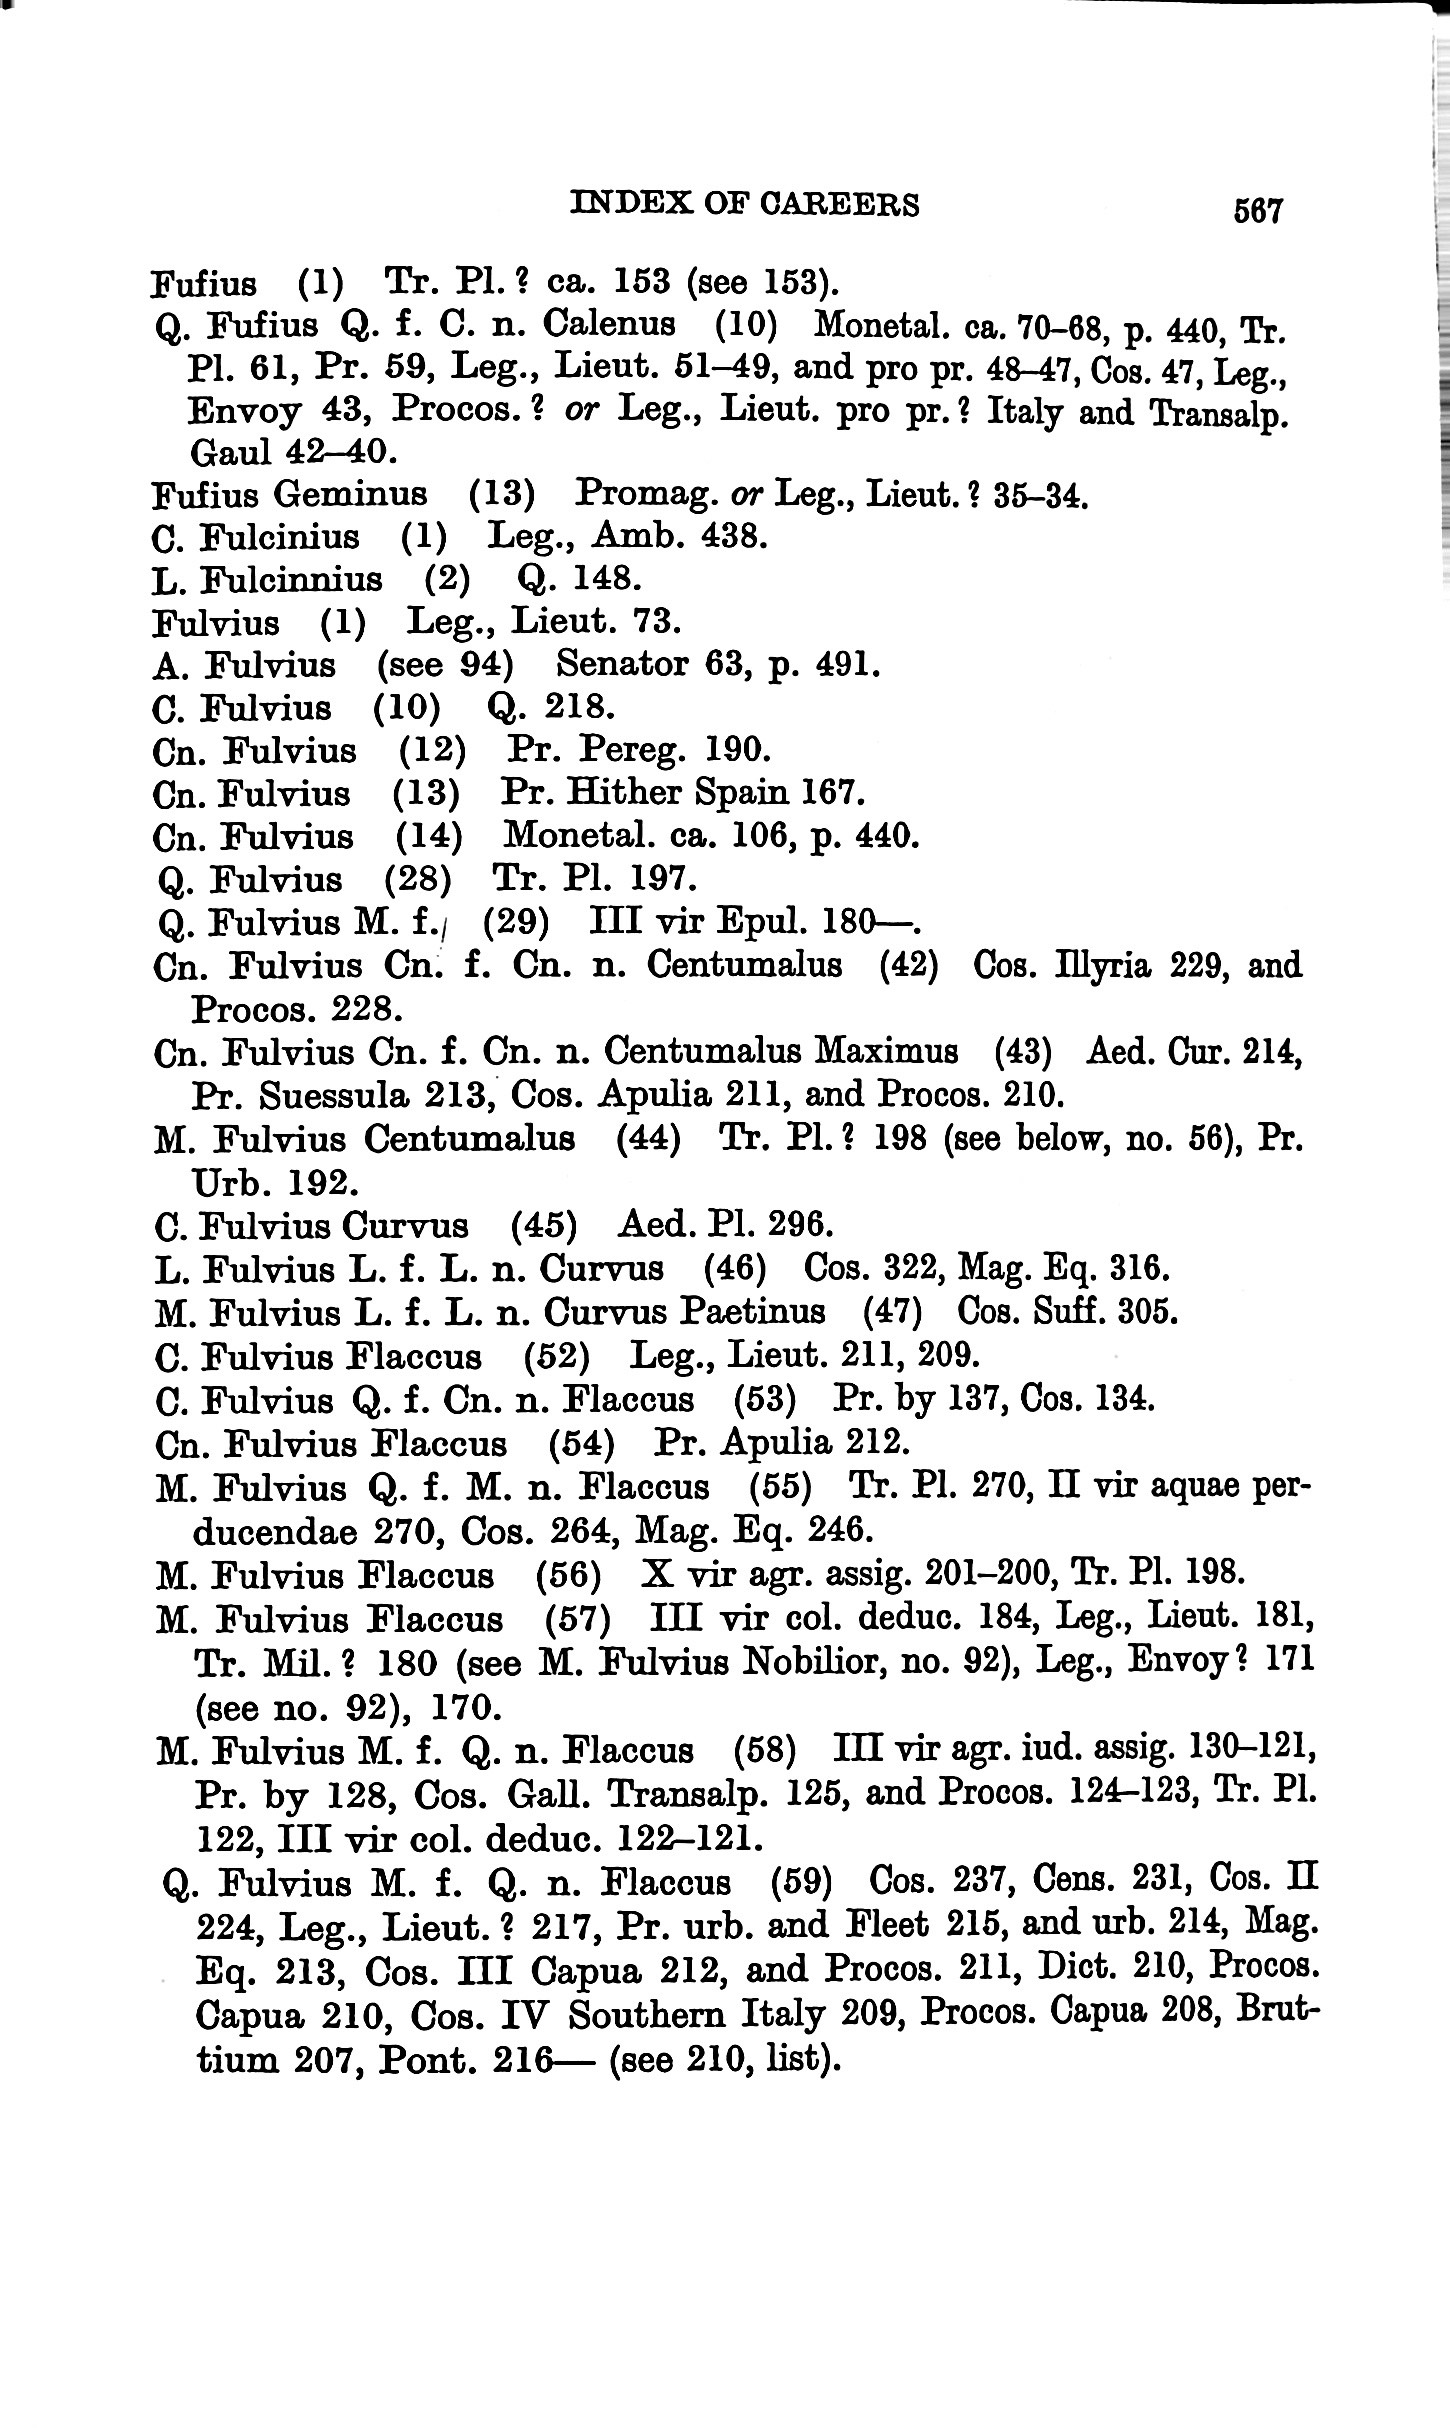 INDEX OF CAREERS 567
Fufius (1) Tr. Pl. ? ca. 153 (see 153).
Q. Fufius Q. f. C. n. Calenus (10) Monetal. ca. 70–68, p. 440, Tr.
Pl. 61, Pr. 59, Leg., Lieut. 51–49, and pro pr. 48–47, Cos. 47, Leg.,
Envoy 43, Procos. ? or Leg., Lieut. pro pr. ? Italy and Transalp.
Gaul 42–40.
Fufius Geminus (13) Promag. or Leg., Lieut. ? 35–34.
C. Fulcinius (1) Leg., Amb. 438.
L. Fulcinnius (2) Q. 148.
Fulvius (1) Leg., Lieut. 73.
A. Fulvius (see 94) Senator 63, p. 491.
C. Fulvius (10) Q. 218.
Cn. Fulvius (12) Pr. Pereg. 190.
Cn. Fulvius (13) Pr. Hither Spain 167.
Cn. Fulvius (14) Monetal. ca. 106, p. 440.
Q. Fulvius (28) Tr. Pl. 197.
Q. Fulvius M. f. (29) III vir Epul. 180—.
Cn. Fulvius Cn. f. Cn. n. Centumalus (42) Cos. Illyria 229, and
Procos. 228.
Cn. Fulvius Cn. f. Cn. n. Centumalus Maximus (43) Aed. Cur. 214,
Pr. Suessula 213, Cos. Apulia 211, and Procos. 210.
M. Fulvius Centumalus (44) Tr. Pl. ? 198 (see below, no. 56), Pr.
Urb. 192.
C. Fulvius Curvus (45) Aed. Pl. 296.
L. Fulvius L. f. L. n. Curvus (46) Cos. 322, Mag. Eq. 316.
M. Fulvius L. f. L. n. Curvus Paetinus (47) Cos. Suff. 305.
C. Fulvius Flaccus (52) Leg., Lieut. 211, 209.
C. Fulvius Q. f. Cn. n. Flaccus (53) Pr. by 137, Cos. 134.
Cn. Fulvius Flaccus (54) Pr. Apulia 212.
M. Fulvius Q. f. M. n. Flaccus (55) Tr. Pl. 270, II vir aquae per-
ducendae 270, Cos. 264, Mag. Eq. 246.
M. Fulvius Flaccus (56) X vir agr. assig. 201–200, Tr. Pl. 198.
M. Fulvius Flaccus (57) III vir col. deduc. 184, Leg., Lieut. 181,
Tr. Mil. ? 180 (see M. Fulvius Nobilior, no. 92), Leg., Envoy ? 171
(see no. 92), 170.
M. Fulvius M. f. Q. n. Flaccus (58) III vir agr. iud. assig. 130–121,
Pr. by 128, Cos. Gall. Transalp. 125, and Procos. 124–123, Tr. Pl.
122, III vir col. deduc. 122–121.
Q. Fulvius M. f. Q. n. Flaccus (59) Cos. 237, Cens. 231, Cos. II
224, Leg., Lieut. ? 217, Pr. urb. and Fleet 215, and urb. 214, Mag.
Eq. 213, Cos. III Capua 212, and Procos. 211, Dict. 210, Procos.
Capua 210, Cos. IV Southern Italy 209, Procos. Capua 208, Brut-
tium 207, Pont. 216— (see 210, list).